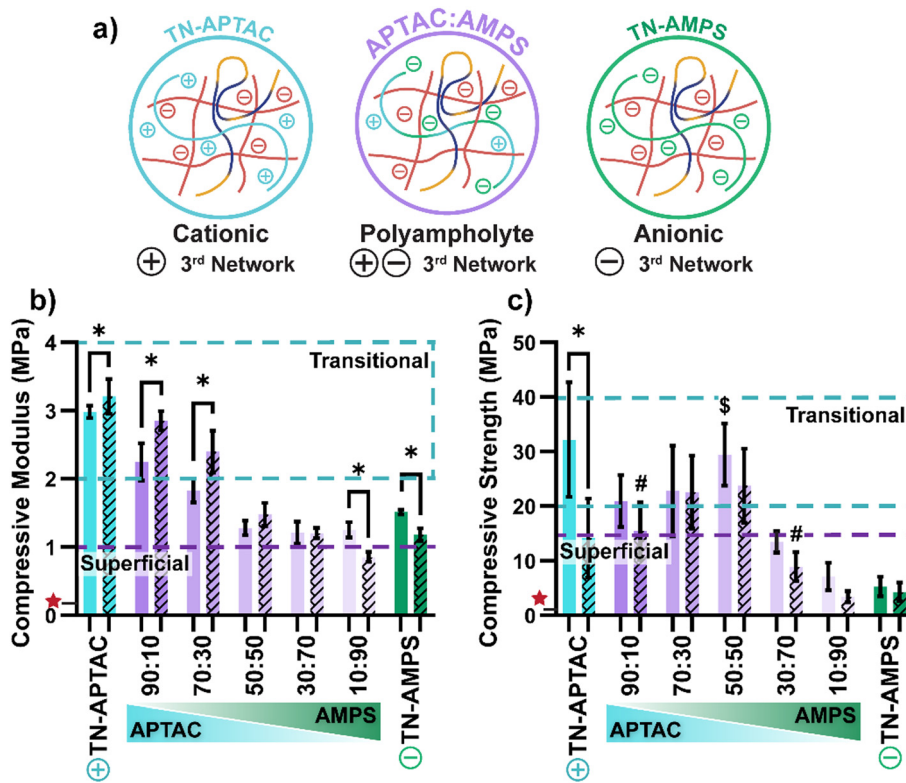 a)
TN-APTAC
APTAC:AMPS
TN-AMPS
Cationic
+ 3rd Network
Polyampholyte
+ − 3rd Network
Anionic
− 3rd Network
b)
Compressive Modulus (MPa)
4
3
2
1
0
Transitional
Superficial
*
*
*
*
*
+ TN-APTAC
90:10
70:30
50:50
30:70
10:90
− TN-AMPS
APTAC
AMPS
c)
Compressive Strength (MPa)
50
40
30
20
10
0
Transitional
Superficial
*
#
$
#
+ TN-APTAC
90:10
70:30
50:50
30:70
10:90
− TN-AMPS
APTAC
AMPS